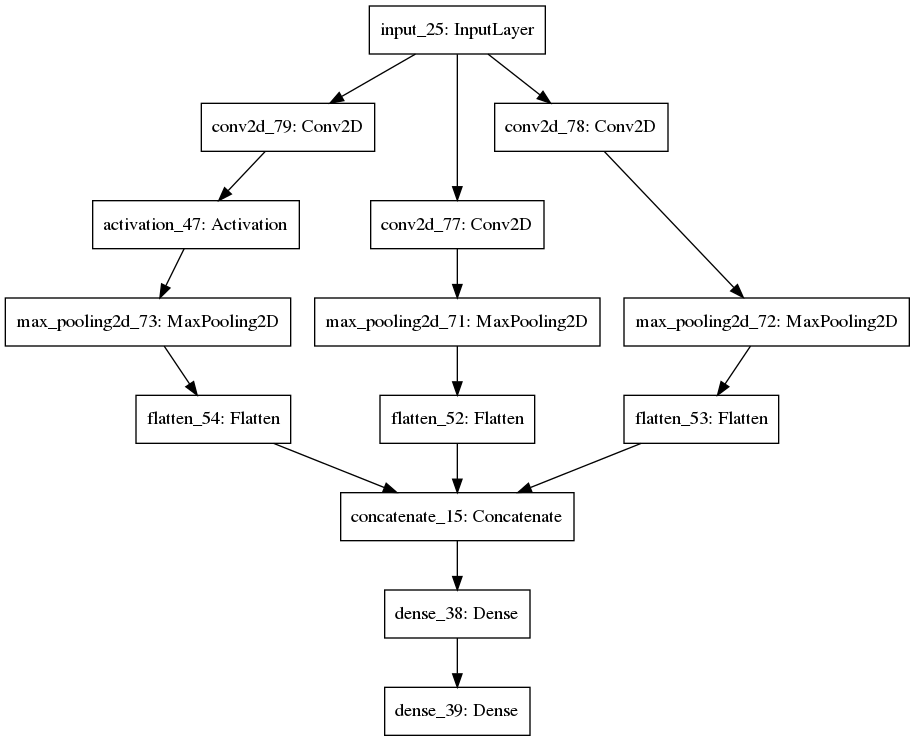 input_25: InputLayer
conv2d_79: Conv2D
conv2d_78: Conv2D
activation_47: Activation
conv2d_77: Conv2D
max_pooling2d_73: MaxPooling2D
max_pooling2d_71: MaxPooling2D
max_pooling2d_72: MaxPooling2D
flatten_54: Flatten
flatten_52: Flatten
flatten_53: Flatten
concatenate_15: Concatenate
dense_38: Dense
dense_39: Dense